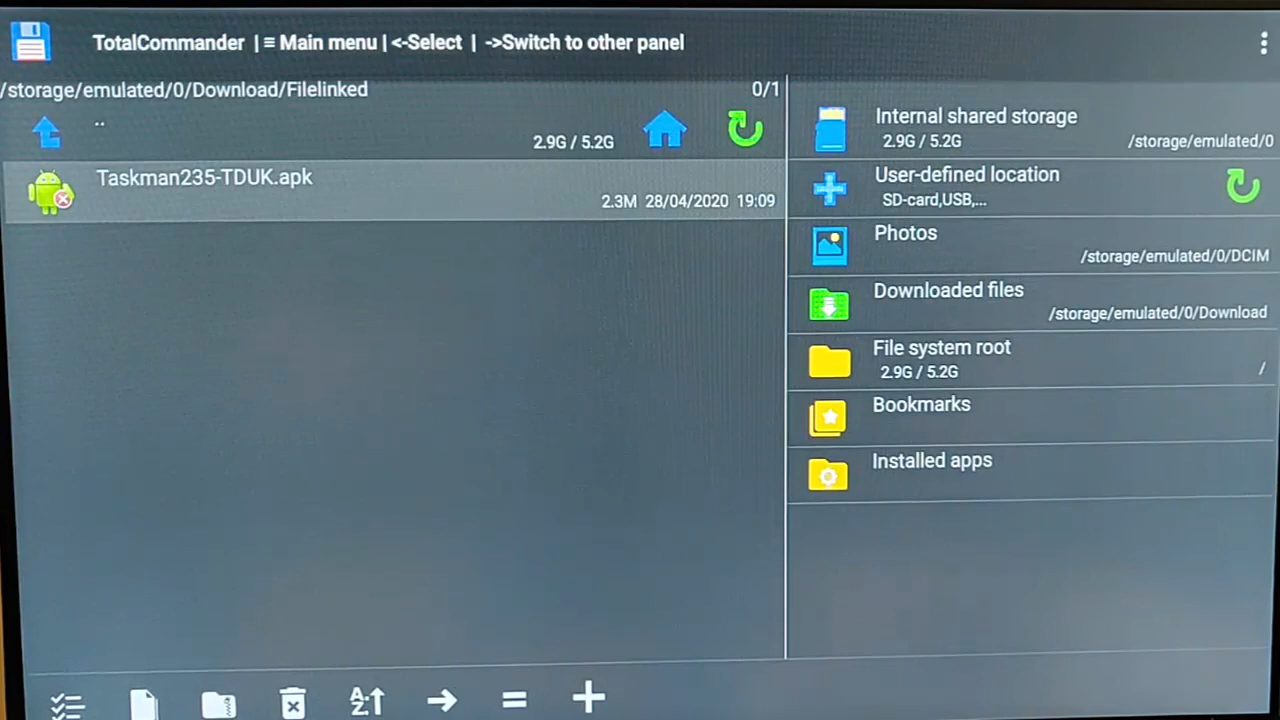 TotalCommander | ≡ Main menu | <-Select | ->Switch to other panel
/storage/emulated/0/Download/Filelinked 0/1
..
2.9G / 5.2G
Taskman235-TDUK.apk
2.3M 28/04/2020 19:09
Internal shared storage
2.9G / 5.2G /storage/emulated/0
User-defined location
SD-card,USB,...
Photos
/storage/emulated/0/DCIM
Downloaded files
/storage/emulated/0/Download
File system root
2.9G / 5.2G /
Bookmarks
Installed apps
A..Z